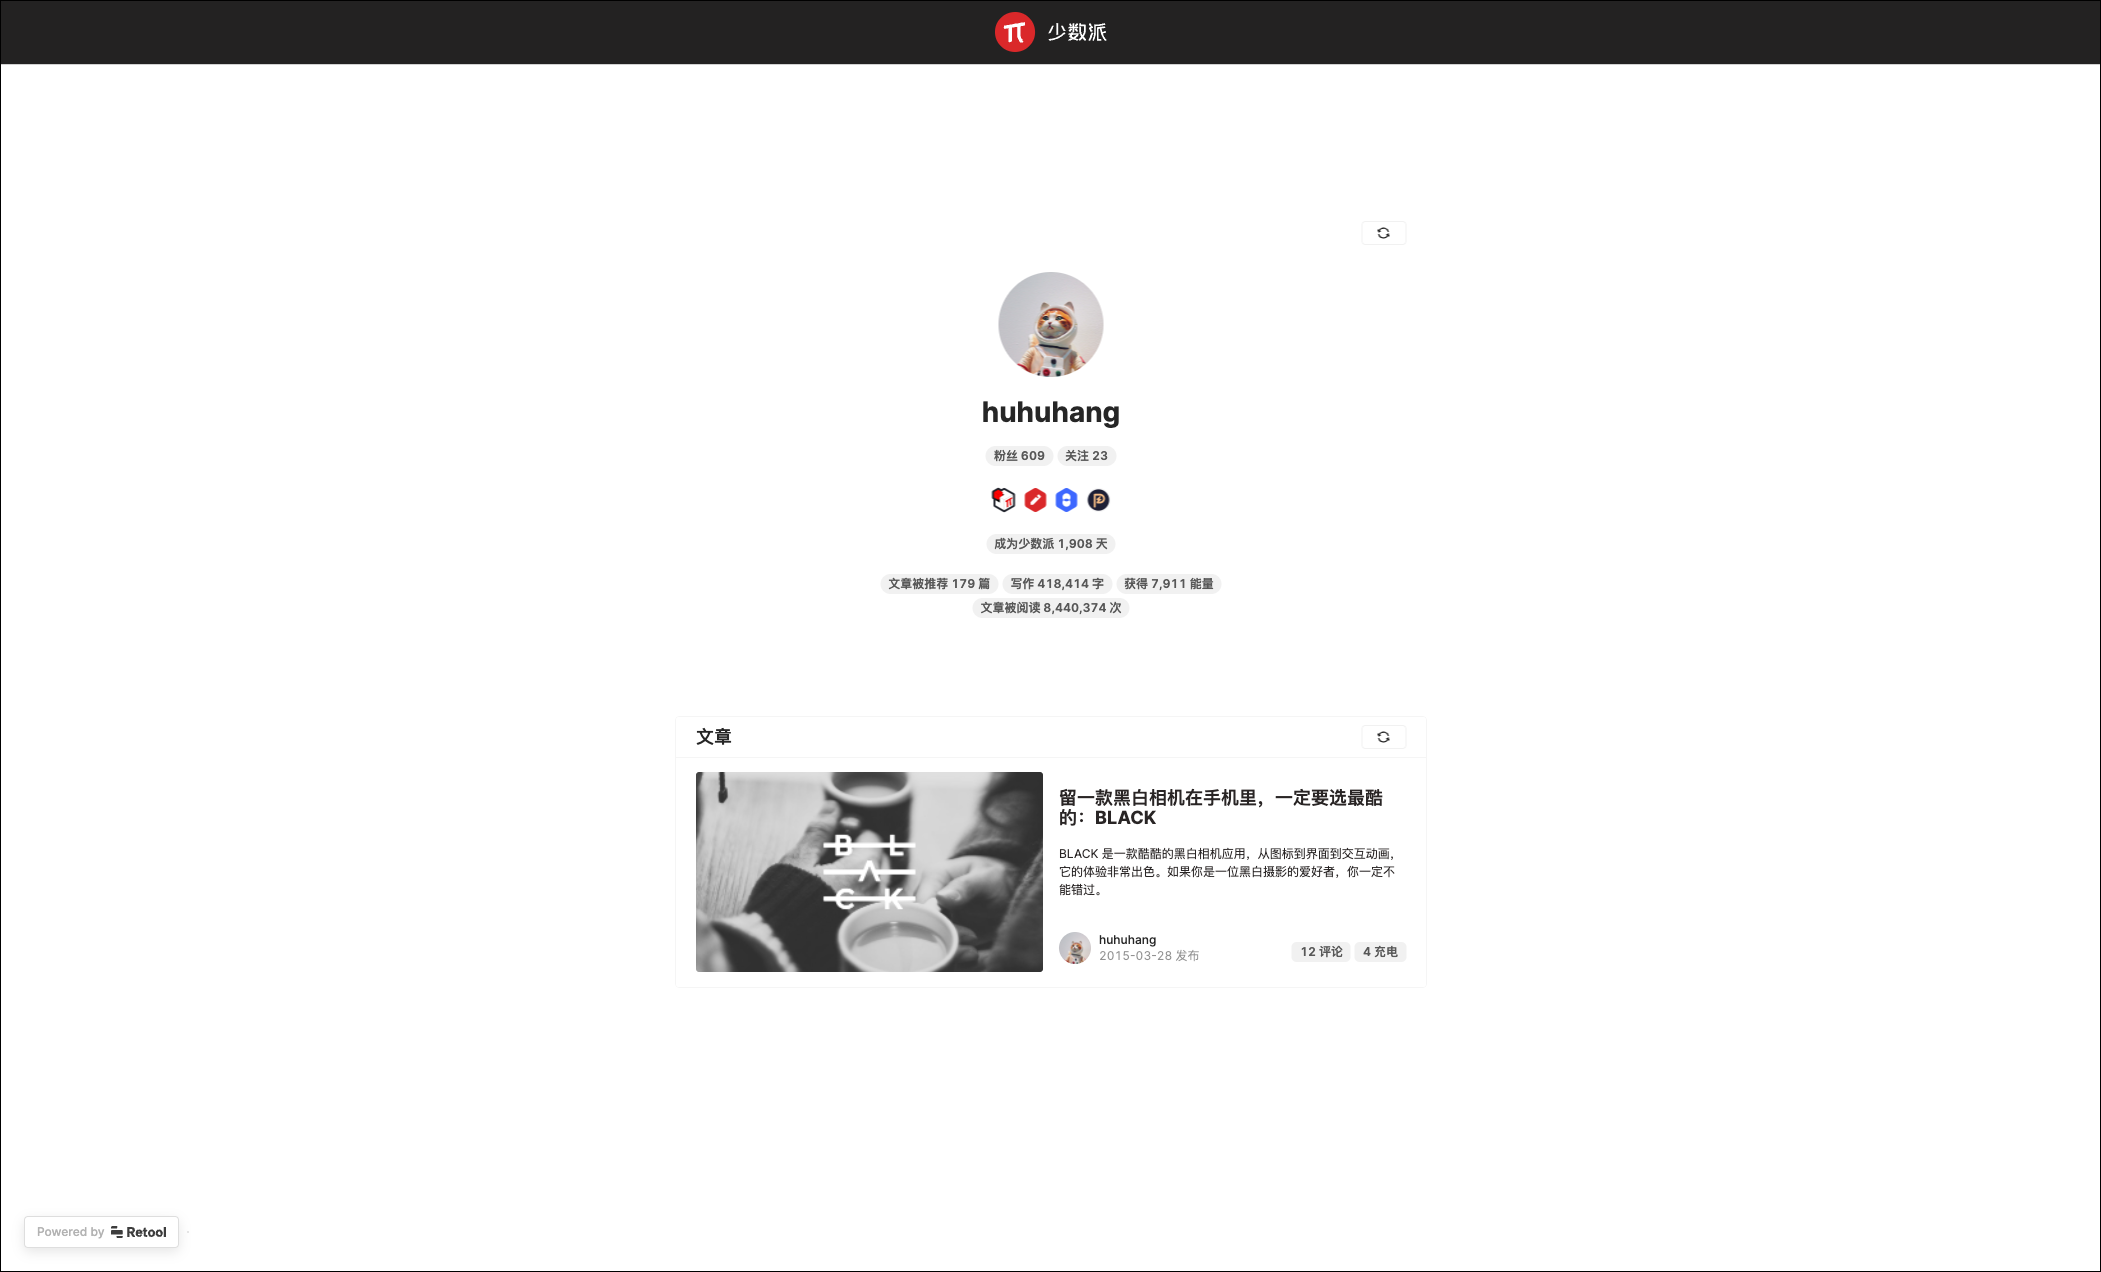 少数派
huhuhang
粉丝 609 关注 23
成为少数派 1,908 天
文章被推荐 179 篇 写作 418,414 字 获得 7,911 能量
文章被阅读 8,440,374 次
文章
BL
Λ
CK
留一款黑白相机在手机里，一定要选最酷
的：BLACK
BLACK 是一款酷酷的黑白相机应用，从图标到界面到交互动画，
它的体验非常出色。如果你是一位黑白摄影的爱好者，你一定不
能错过。
huhuhang
2015-03-28 发布
12 评论 4 充电
Powered by Retool